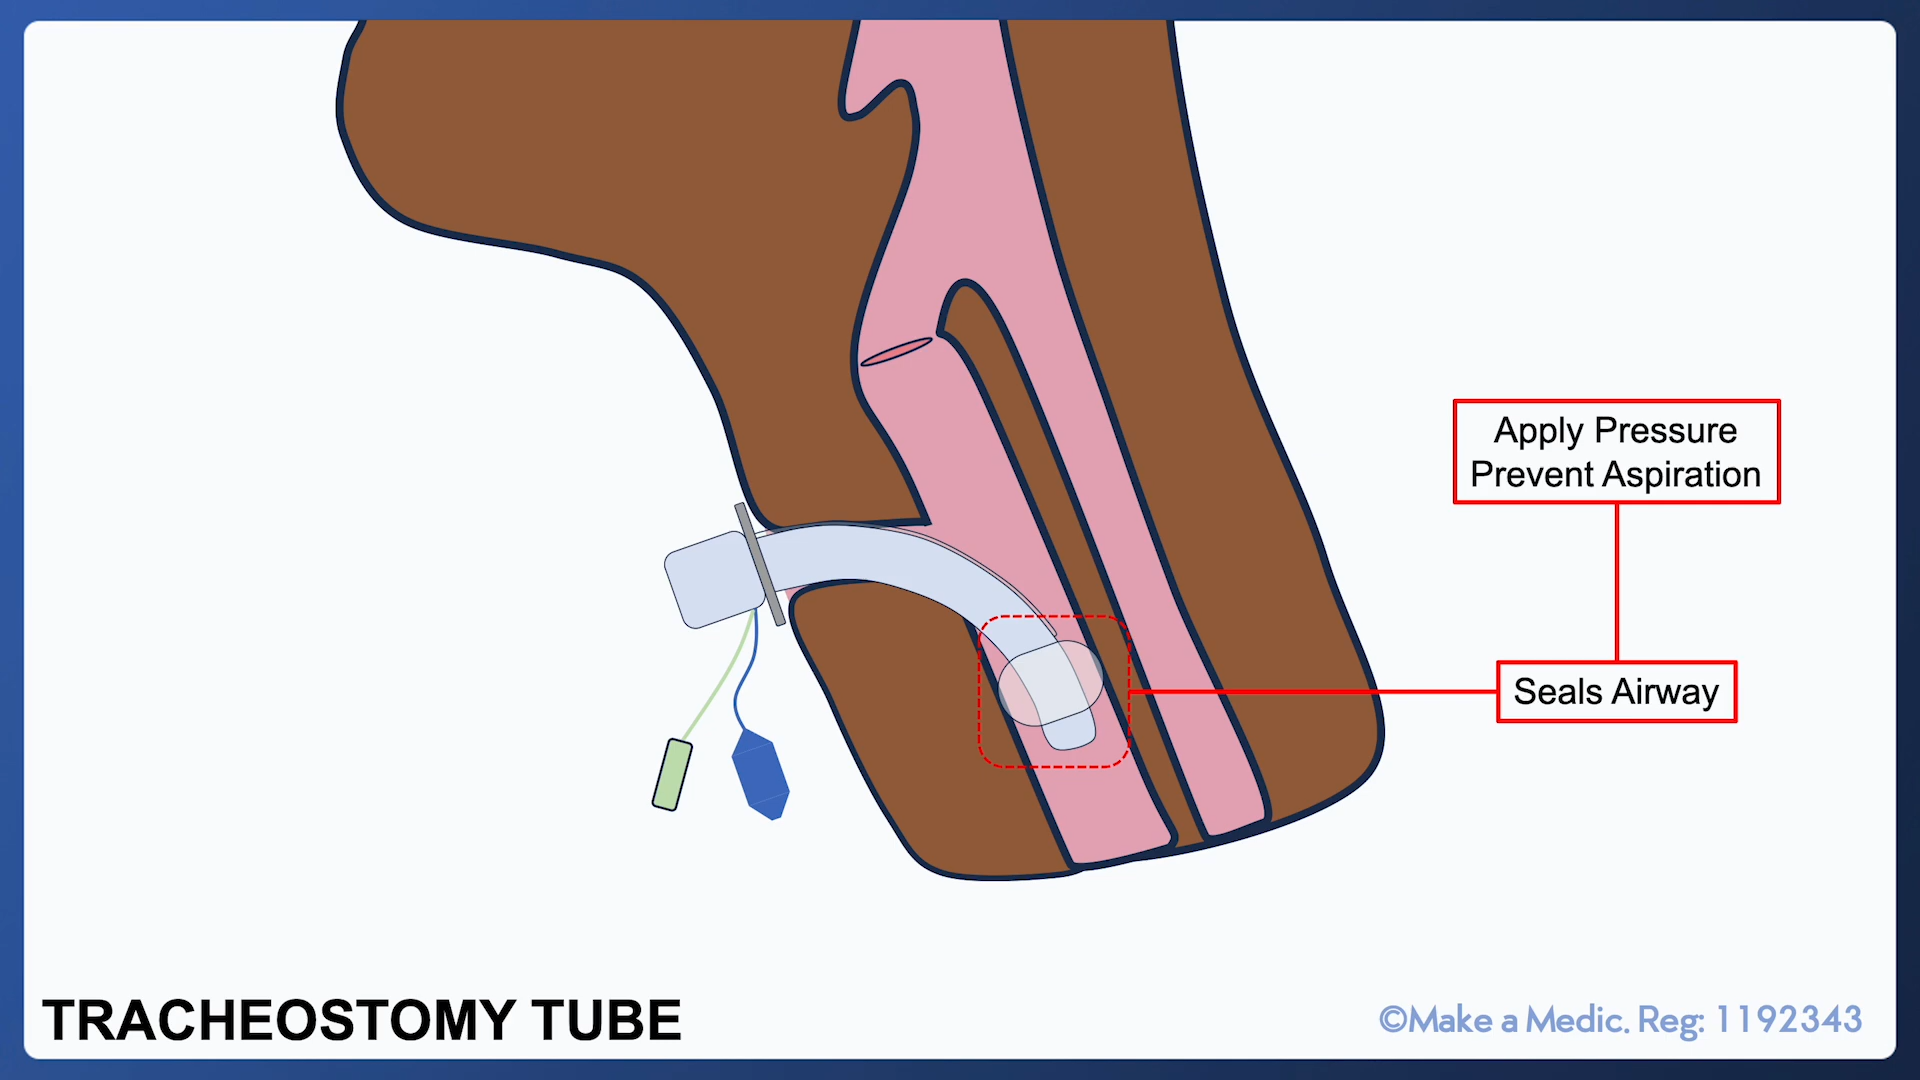 Apply Pressure
Prevent Aspiration
Seals Airway
TRACHEOSTOMY TUBE
©Make a Medic. Reg: 1192343